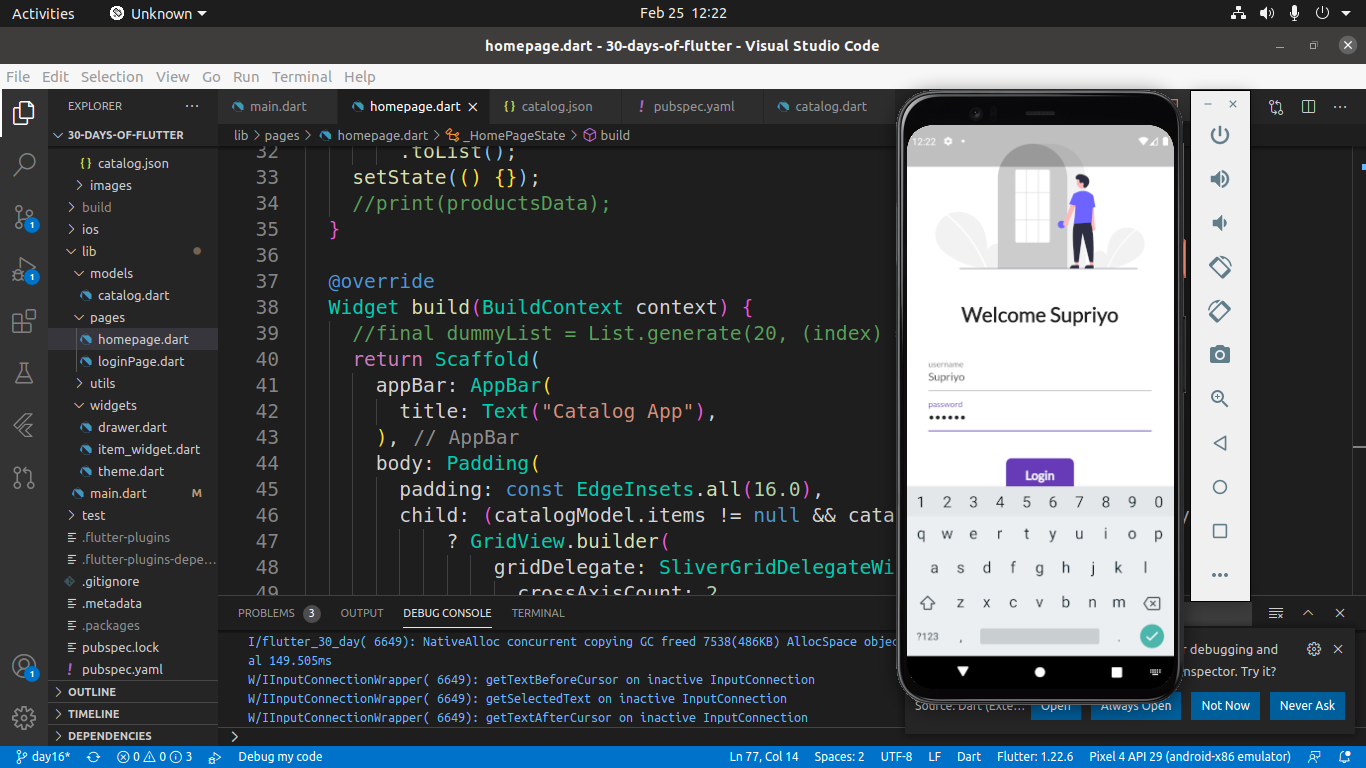 Activities Unknown Feb 25 12:22
homepage.dart - 30-days-of-flutter - Visual Studio Code
File Edit Selection View Go Run Terminal Help
EXPLORER
30-DAYS-OF-FLUTTER
{} catalog.json
images
build
ios
lib
models
catalog.dart
pages
homepage.dart
loginPage.dart
utils
widgets
drawer.dart
item_widget.dart
theme.dart
main.dart M
test
.flutter-plugins
.flutter-plugins-depe...
.gitignore
.metadata
.packages
pubspec.lock
! pubspec.yaml
OUTLINE
TIMELINE
DEPENDENCIES
1
1
1
main.dart homepage.dart {} catalog.json ! pubspec.yaml catalog.dart
lib > pages > homepage.dart > _HomePageState > build
32 .toList();
33 setState(() {});
34 //print(productsData);
35 }
36
37 @override
38 Widget build(BuildContext context) {
39 //final dummyList = List.generate(20, (index)
40 return Scaffold(
41 appBar: AppBar(
42 title: Text("Catalog App"),
43 ), // AppBar
44 body: Padding(
45 padding: const EdgeInsets.all(16.0),
46 child: (catalogModel.items != null && cata
47 ? GridView.builder(
48 gridDelegate: SliverGridDelegateWi
49 crossAxisCount: 2
PROBLEMS 3 OUTPUT DEBUG CONSOLE TERMINAL
I/flutter_30_day( 6649): NativeAlloc concurrent copying GC freed 7538(486KB) AllocSpace objec
al 149.505ms
W/IInputConnectionWrapper( 6649): getTextBeforeCursor on inactive InputConnection
W/IInputConnectionWrapper( 6649): getSelectedText on inactive InputConnection
W/IInputConnectionWrapper( 6649): getTextAfterCursor on inactive InputConnection
>
12:22
Welcome Supriyo
username
Supriyo
password
••••••
Login
1 2 3 4 5 6 7 8 9 0
q w e r t y u i o p
a s d f g h j k l
z x c v b n m
?123 , .
r debugging and
nspector. Try it?
Source: Dart (Exte... Open Always Open Not Now Never Ask
day16* 0 0 3 Debug my code Ln 77, Col 14 Spaces: 2 UTF-8 LF Dart Flutter: 1.22.6 Pixel 4 API 29 (android-x86 emulator)